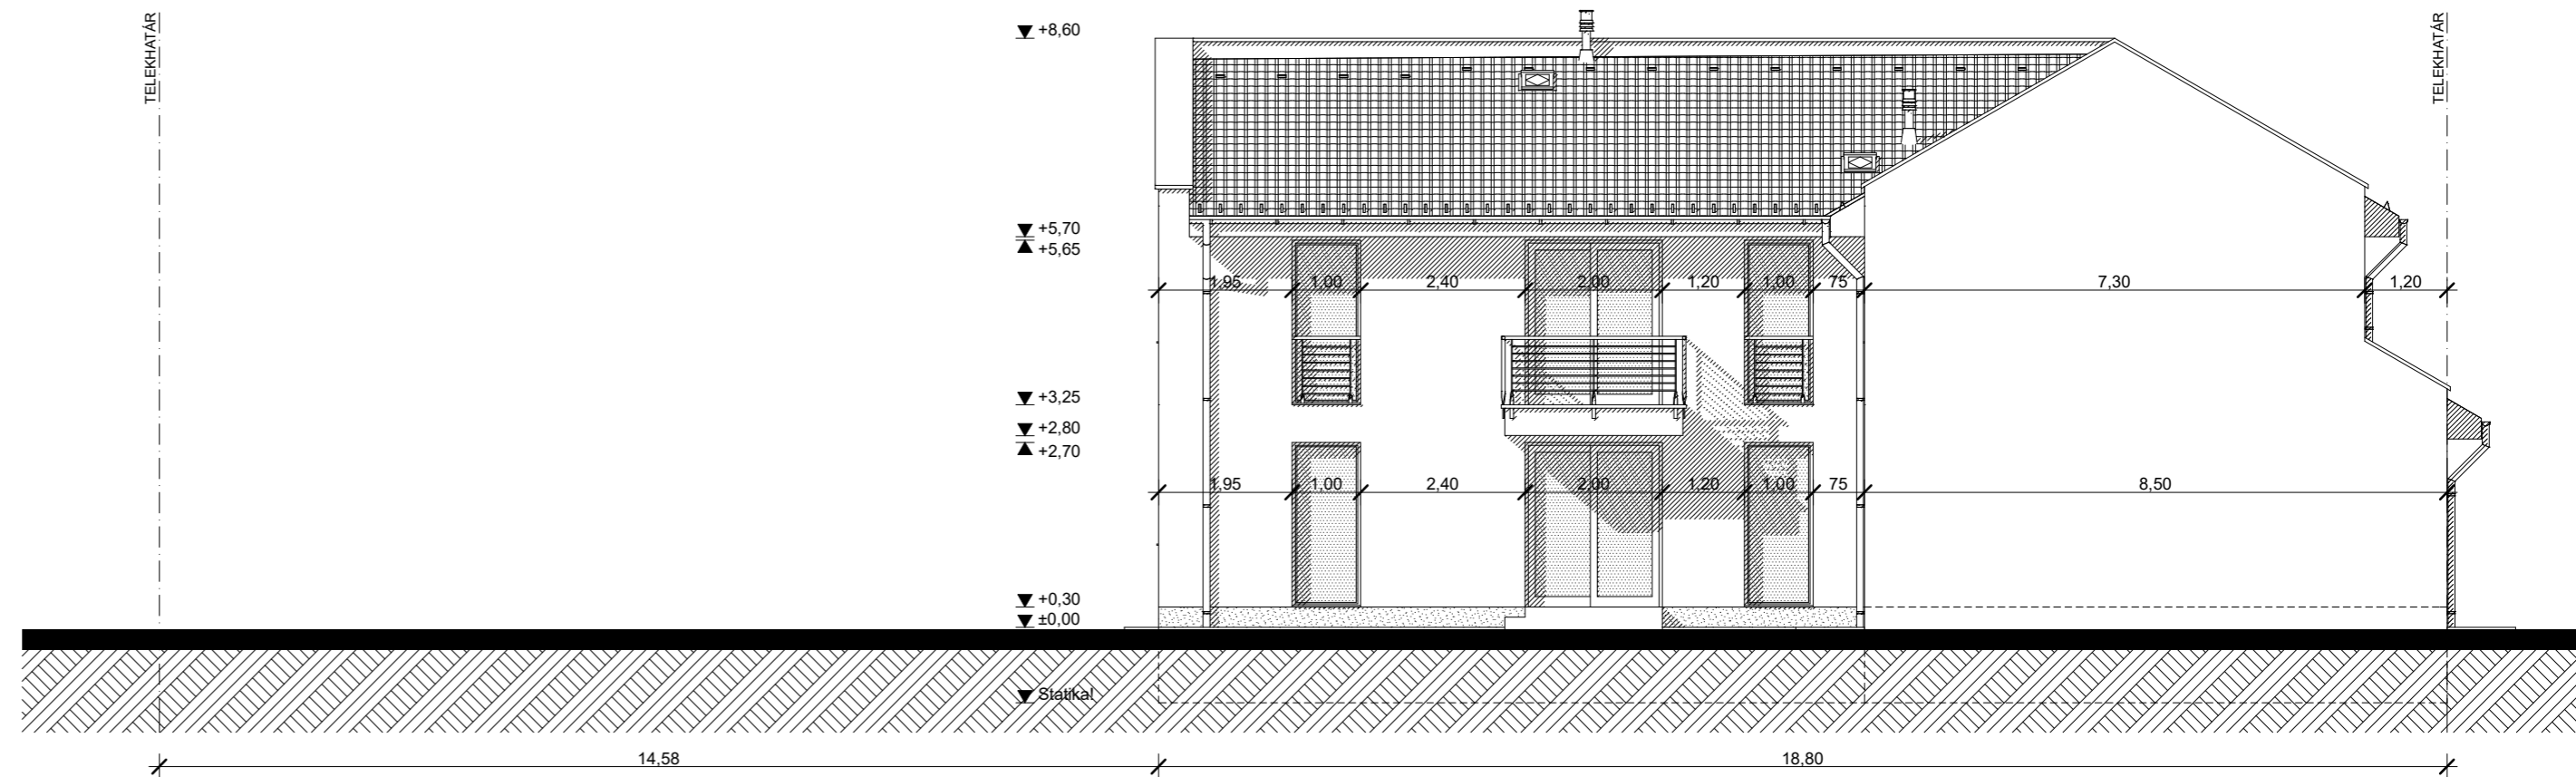 TELEKHATÁR
TELEKHATÁR
+8,60
+5,70
+5,65
1,95 1,00 2,40 2,00 1,20 1,00 75 7,30 1,20
+3,25
+2,80
+2,70
1,95 1,00 2,40 2,00 1,20 1,00 75 8,50
+0,30
±0,00
Statika!
14,58 18,80